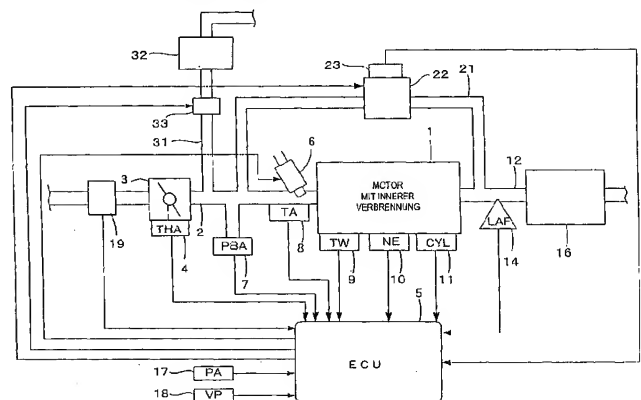 32
23
22
21
33
31
6
1
3
MOTOR
MIT INNERER
VERBRENNUNG
12
2
THA
19
4
PBA
7
TA
8
TW
9
NE
10
CYL
11
LAF
14
16
5
ECU
17
PA
18
VP